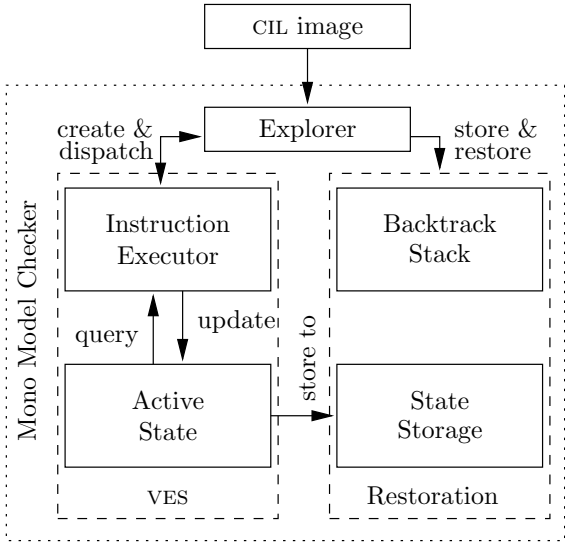 CIL image
Explorer
create &
dispatch
store &
restore
Mono Model Checker
Instruction
Executor
Backtrack
Stack
query
update
store to
Active
State
State
Storage
VES
Restoration